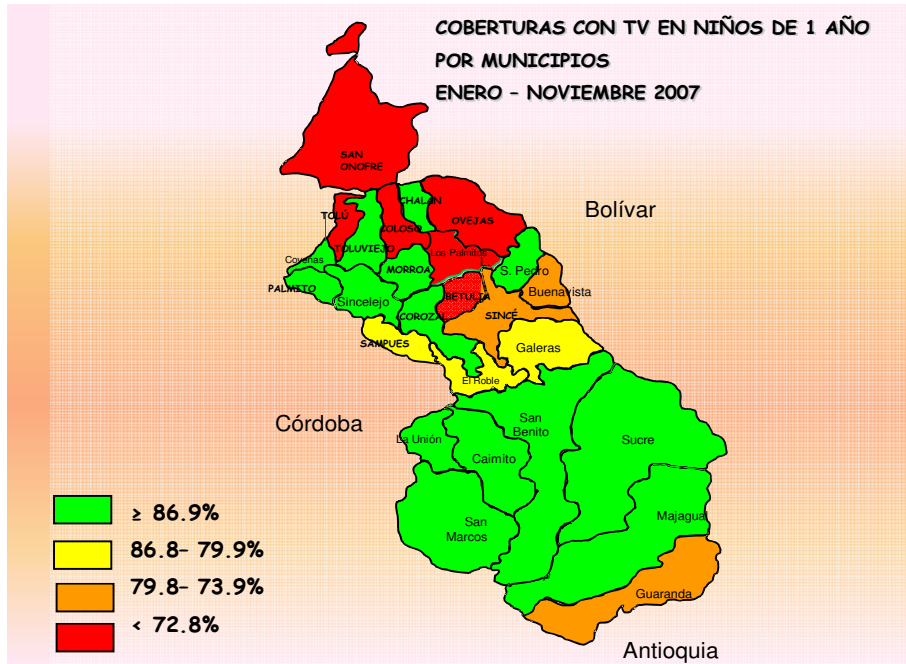 COBERTURAS CON TV EN NIÑOS DE 1 AÑO
POR MUNICIPIOS
ENERO – NOVIEMBRE 2007
SAN
ONOFRE
CHALAN
TOLÚ
COLOSO
OVEJAS
Bolívar
TOLUVIEJO
Los Palmitos
Coveñas
MORROA
S. Pedro
PALMITO
Sincelejo
BETULIA
Buenavista
COROZAL
SINCÉ
SAMPUES
Galeras
El Roble
Córdoba
San
Benito
La Unión
Sucre
Caimito
San
Marcos
Majagual
Guaranda
Antioquia
≥ 86.9%
86.8– 79.9%
79.8– 73.9%
< 72.8%